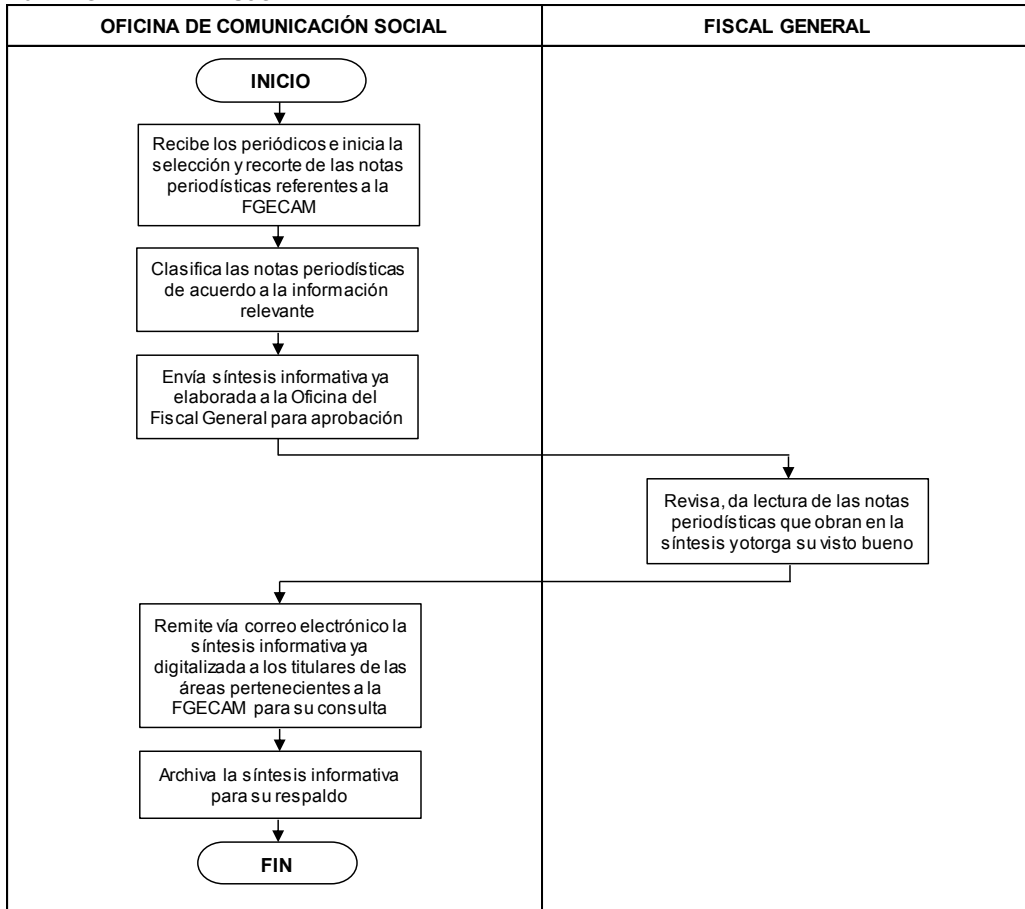 OFICINA DE COMUNICACIÓN SOCIAL
FISCAL GENERAL
INICIO
Recibe los periódicos e inicia la
selección y recorte de las notas
periodísticas referentes a la
FGECAM
Clasifica las notas periodísticas
de acuerdo a la información
relevante
Envía síntesis informativa ya
elaborada a la Oficina del
Fiscal General para aprobación
Revisa, da lectura de las notas
periodísticas que obran en la
síntesis y otorga su visto bueno
Remite vía correo electrónico la
síntesis informativa ya
digitalizada a los titulares de las
áreas pertenecientes a la
FGECAM para su consulta
Archiva la síntesis informativa
para su respaldo
FIN